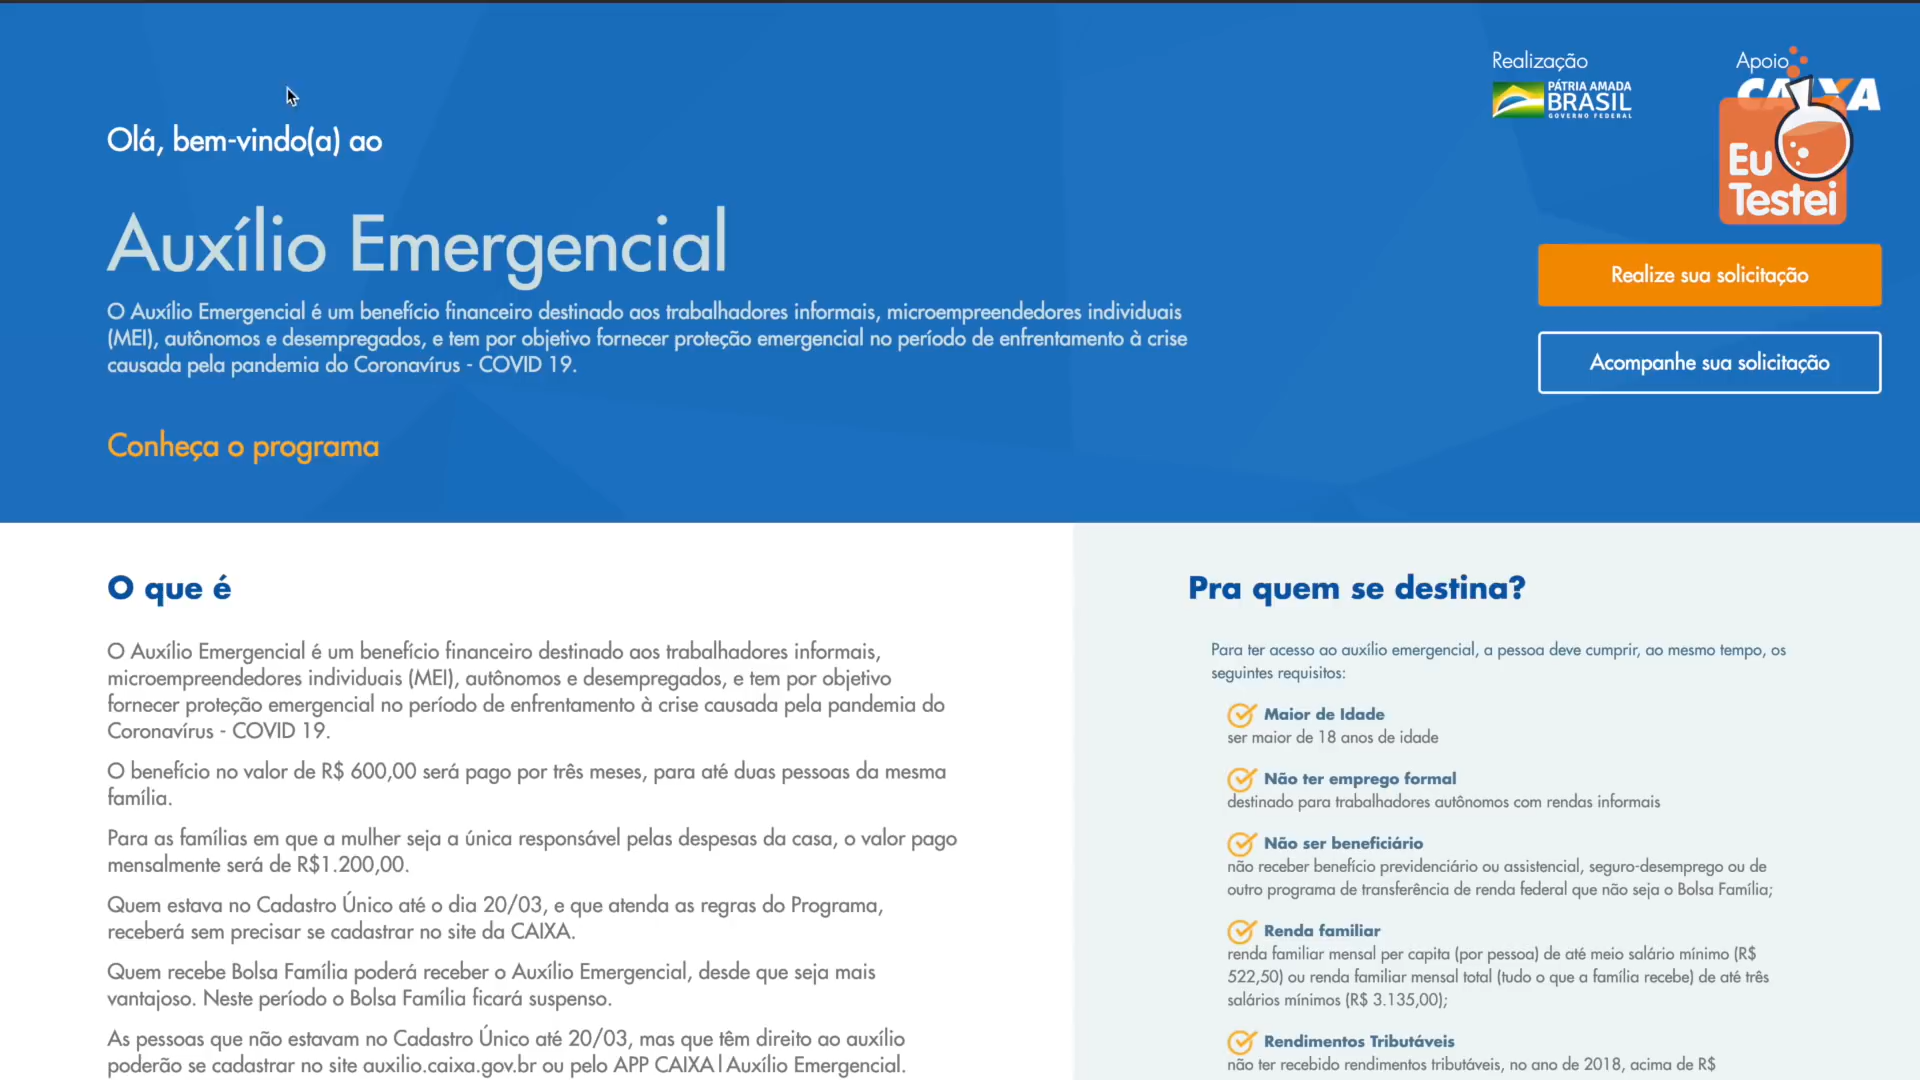 Realização
Apoio
PÁTRIA AMADA
BRASIL
GOVERNO FEDERAL
Eu
Testei
Olá, bem-vindo(a) ao
Auxílio Emergencial
O Auxílio Emergencial é um benefício financeiro destinado aos trabalhadores informais, microempreendedores individuais
(MEI), autônomos e desempregados, e tem por objetivo fornecer proteção emergencial no período de enfrentamento à crise
causada pela pandemia do Coronavírus - COVID 19.
Conheça o programa
Realize sua solicitação
Acompanhe sua solicitação
O que é
O Auxílio Emergencial é um benefício financeiro destinado aos trabalhadores informais,
microempreendedores individuais (MEI), autônomos e desempregados, e tem por objetivo
fornecer proteção emergencial no período de enfrentamento à crise causada pela pandemia do
Coronavírus - COVID 19.
O benefício no valor de R$ 600,00 será pago por três meses, para até duas pessoas da mesma
família.
Para as famílias em que a mulher seja a única responsável pelas despesas da casa, o valor pago
mensalmente será de R$1.200,00.
Quem estava no Cadastro Único até o dia 20/03, e que atenda as regras do Programa,
receberá sem precisar se cadastrar no site da CAIXA.
Quem recebe Bolsa Família poderá receber o Auxílio Emergencial, desde que seja mais
vantajoso. Neste período o Bolsa Família ficará suspenso.
As pessoas que não estavam no Cadastro Único até 20/03, mas que têm direito ao auxílio
poderão se cadastrar no site auxilio.caixa.gov.br ou pelo APP CAIXA|Auxílio Emergencial.
Pra quem se destina?
Para ter acesso ao auxílio emergencial, a pessoa deve cumprir, ao mesmo tempo, os
seguintes requisitos:
Maior de Idade
ser maior de 18 anos de idade
Não ter emprego formal
destinado para trabalhadores autônomos com rendas informais
Não ser beneficiário
não receber benefício previdenciário ou assistencial, seguro-desemprego ou de
outro programa de transferência de renda federal que não seja o Bolsa Família;
Renda familiar
renda familiar mensal per capita (por pessoa) de até meio salário mínimo (R$
522,50) ou renda familiar mensal total (tudo o que a família recebe) de até três
salários mínimos (R$ 3.135,00);
Rendimentos Tributáveis
não ter recebido rendimentos tributáveis, no ano de 2018, acima de R$